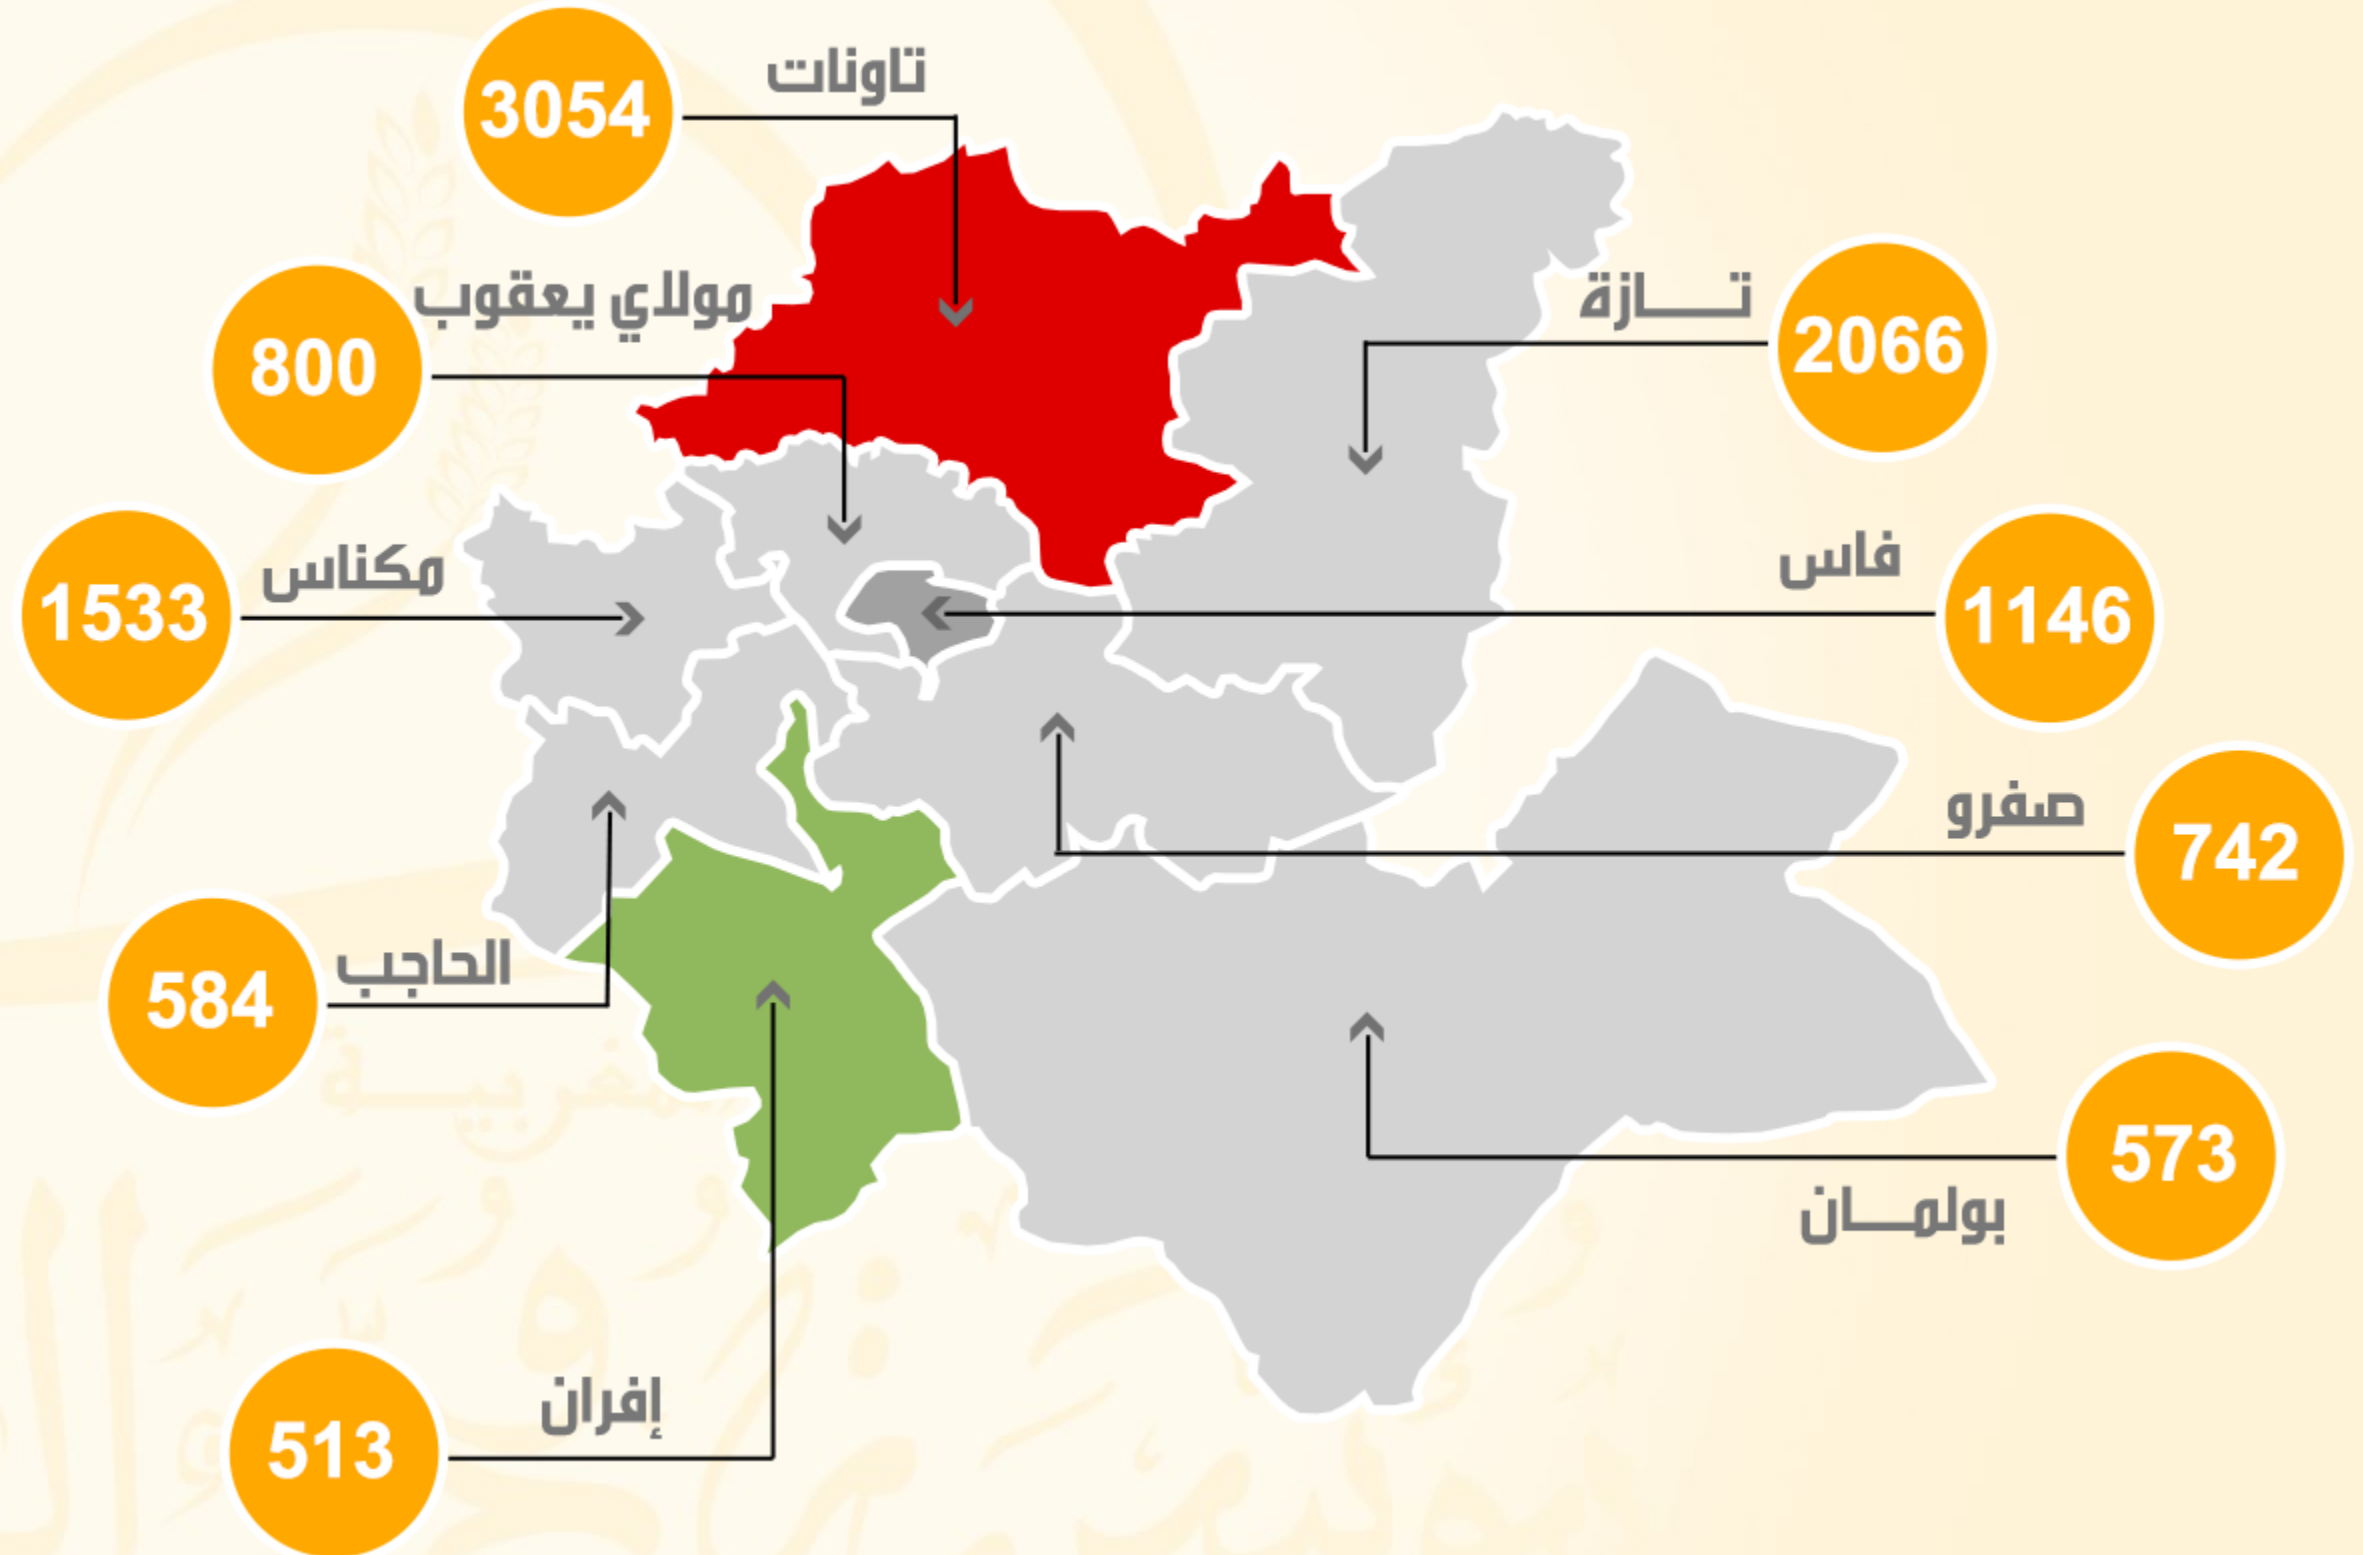 تاونات
3054
تـــازة
2066
مولاي يعقوب
800
مكناس
1533
فاس
1146
صفرو
742
الحاجب
584
بولمـــان
573
إفران
513